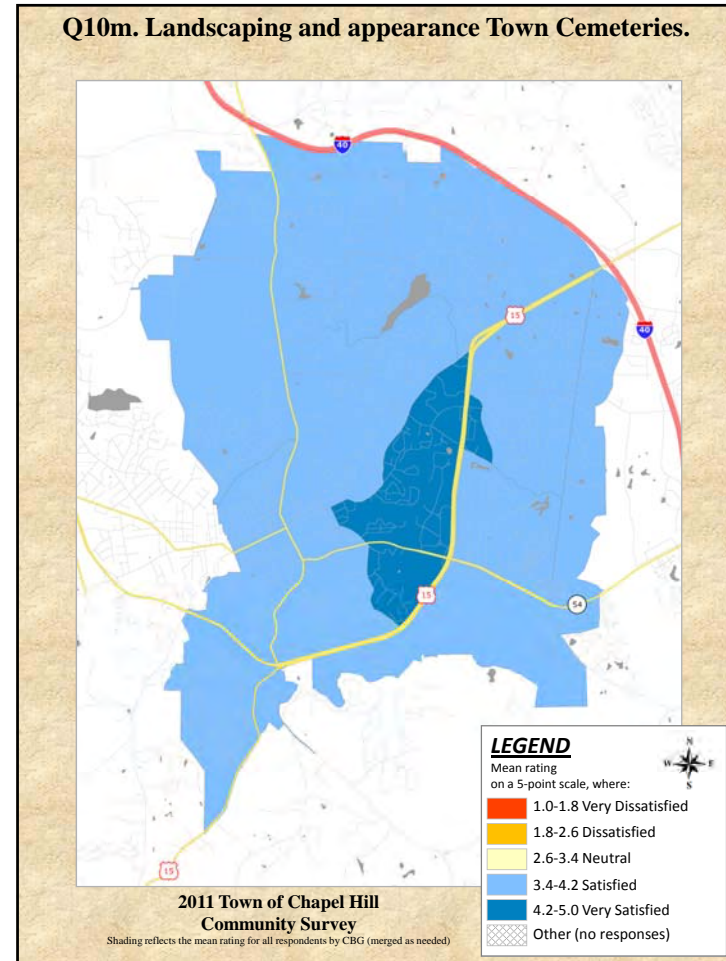 Q10m. Landscaping and appearance Town Cemeteries.
40
15
40
15
54
15
LEGEND
Mean rating
on a 5-point scale, where:
N
W E
S
1.0-1.8 Very Dissatisfied
1.8-2.6 Dissatisfied
2.6-3.4 Neutral
3.4-4.2 Satisfied
4.2-5.0 Very Satisfied
Other (no responses)
2011 Town of Chapel Hill
Community Survey
Shading reflects the mean rating for all respondents by CBG (merged as needed)